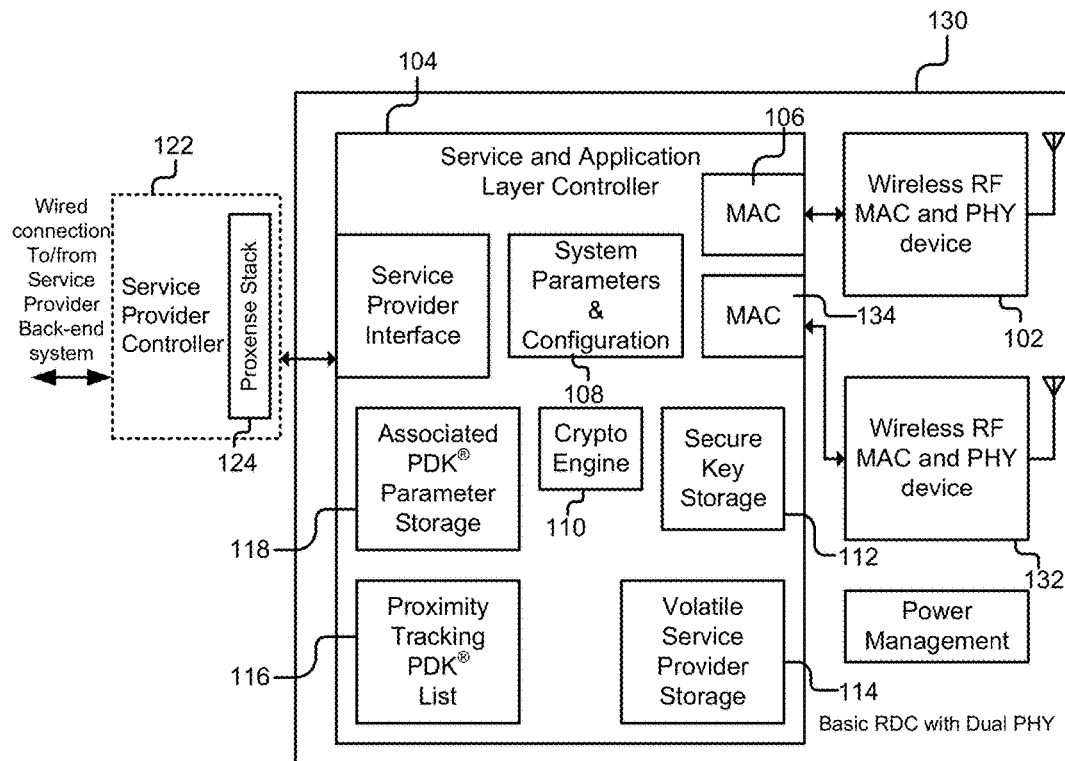 130
104
106
Service and Application
Layer Controller
122
Wired
connection
To/from
Service
Provider
Back-end
system
Service
Provider
Controller
Proxense Stack
124
Service
Provider
Interface
System
Parameters
&
Configuration
108
MAC
MAC
134
Wireless RF
MAC and PHY
device
102
Wireless RF
MAC and PHY
device
132
Associated
PDK®
Parameter
Storage
118
Crypto
Engine
110
Secure
Key
Storage
112
Proximity
Tracking
PDK®
List
116
Volatile
Service
Provider
Storage
114
Power
Management
Basic RDC with Dual PHY